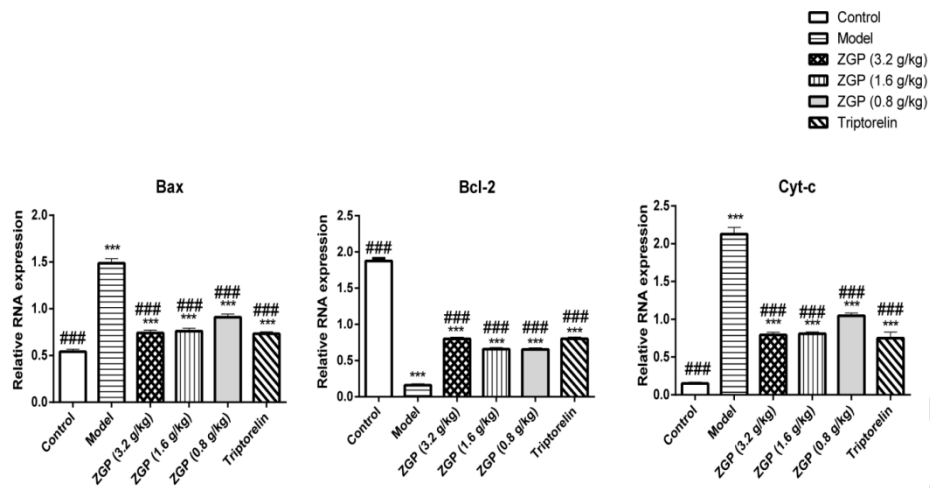 Control
Model
ZGP (3.2 g/kg)
ZGP (1.6 g/kg)
ZGP (0.8 g/kg)
Triptorelin
Bax
Relative RNA expression
2.0
1.5
1.0
0.5
0.0
###
***
###
***
###
***
###
***
###
***
Control
Model
ZGP (3.2 g/kg)
ZGP (1.6 g/kg)
ZGP (0.8 g/kg)
Triptorelin
Bcl-2
Relative RNA expression
2.5
2.0
1.5
1.0
0.5
0.0
###
***
###
***
###
***
###
***
###
***
Control
Model
ZGP (3.2 g/kg)
ZGP (1.6 g/kg)
ZGP (0.8 g/kg)
Triptorelin
Cyt-c
Relative RNA expression
2.5
2.0
1.5
1.0
0.5
0.0
###
***
###
***
###
***
###
***
###
***
Control
Model
ZGP (3.2 g/kg)
ZGP (1.6 g/kg)
ZGP (0.8 g/kg)
Triptorelin